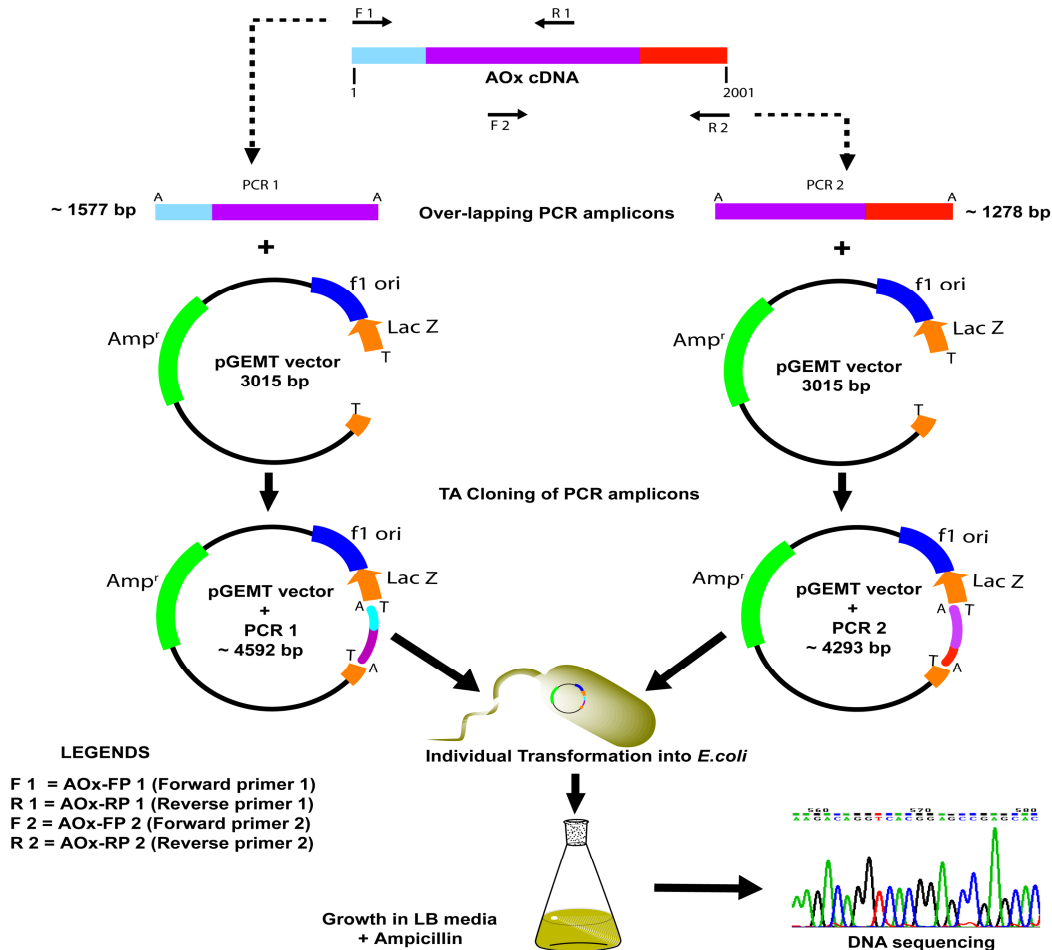 F 1
R 1
AOx cDNA
1
2001
F 2
R 2
A
PCR 1
A
~ 1577 bp
Over-lapping PCR amplicons
A
PCR 2
A
~ 1278 bp
+
+
f1 ori
Ampr
Lac Z
T
pGEMT vector
3015 bp
T
f1 ori
Ampr
Lac Z
T
pGEMT vector
3015 bp
T
TA Cloning of PCR amplicons
f1 ori
Ampr
Lac Z
A T
pGEMT vector
+
PCR 1
~ 4592 bp
T A
f1 ori
Ampr
Lac Z
A T
pGEMT vector
+
PCR 2
~ 4293 bp
T A
Individual Transformation into E.coli
LEGENDS
F 1 = AOx-FP 1 (Forward primer 1)
R 1 = AOx-RP 1 (Reverse primer 1)
F 2 = AOx-FP 2 (Forward primer 2)
R 2 = AOx-RP 2 (Reverse primer 2)
560 570 580
A A G A C A G G T C A C G G A G C C G A G C A C
Growth in LB media
+ Ampicillin
DNA sequencing